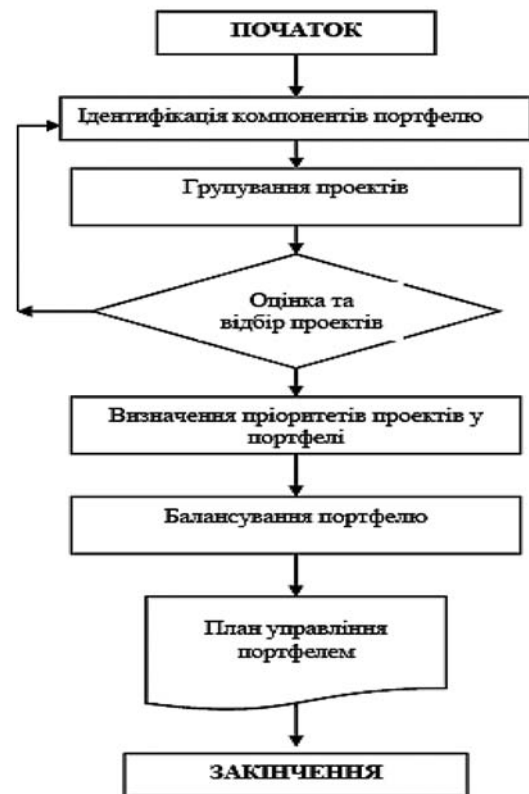 ПОЧАТОК
Ідентифікація компонентів портфелю
Групування проектів
Оцінка та
відбір проектів
Визначення пріоритетів проектів у
портфелі
Балансування портфелю
План управління
портфелем
ЗАКІНЧЕННЯ